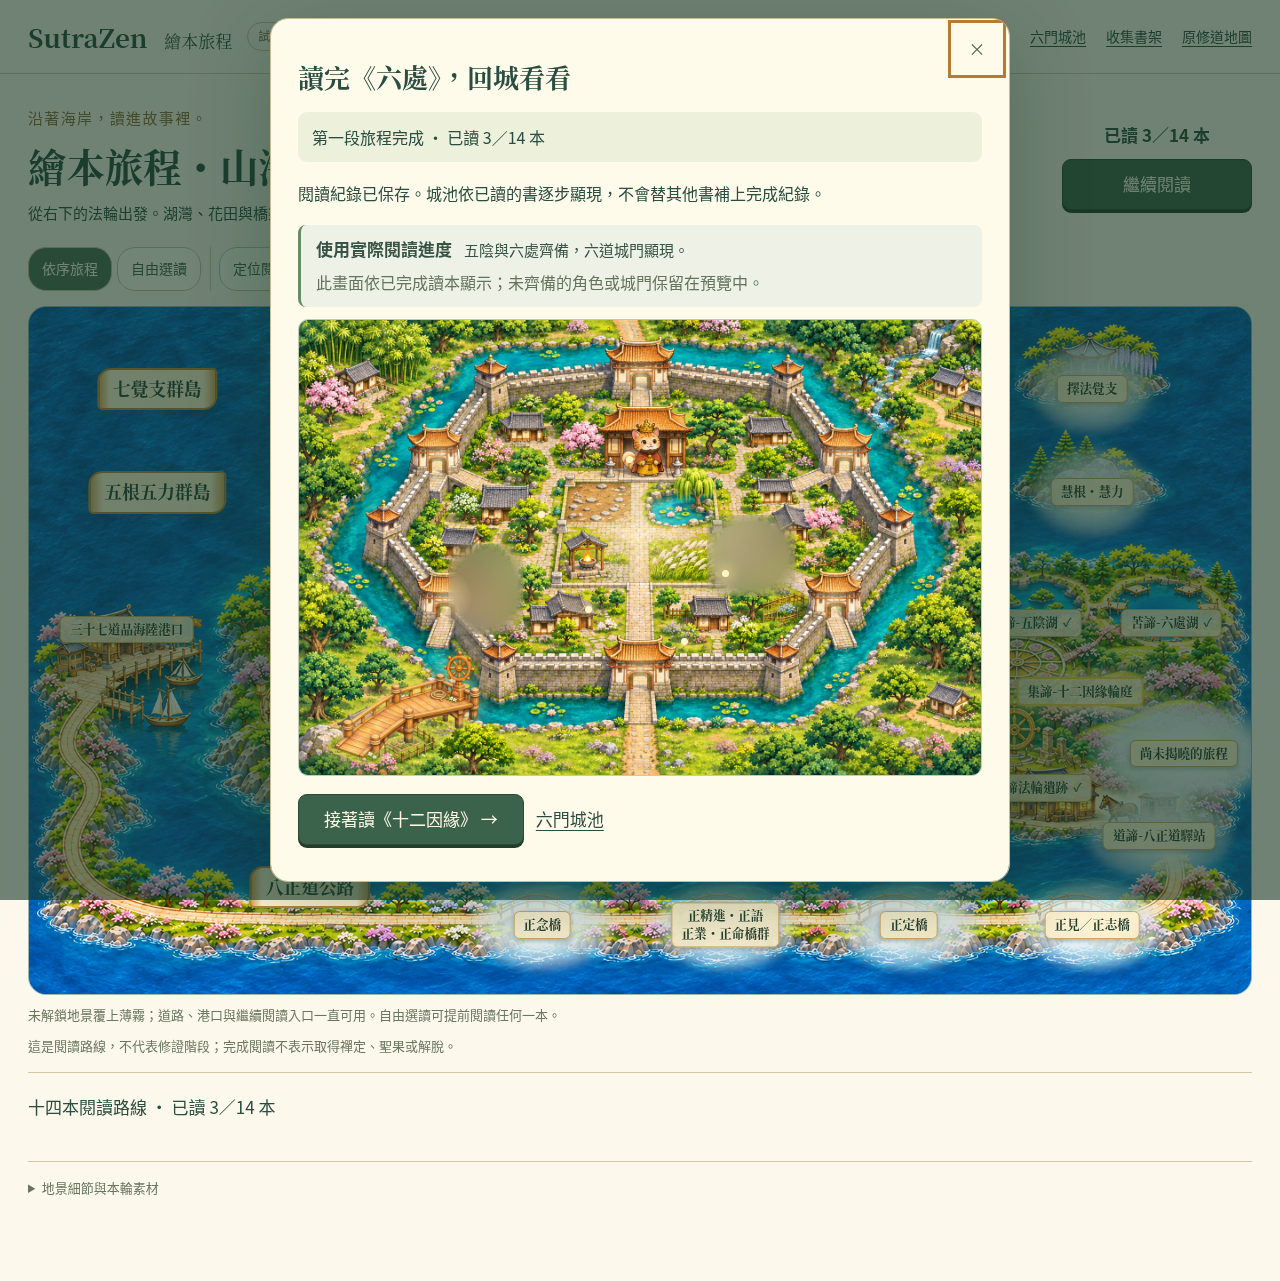 SutraZen 繪本旅程 試
六門城池 收集書架 原修道地圖
沿著海岸，讀進故事裡。
繪本旅程・山海
從右下的法輪出發。湖灣、花田與橋
已讀 3／14 本
繼續閱讀
依序旅程 自由選讀 定位
×
讀完《六處》，回城看看
第一段旅程完成 ・ 已讀 3／14 本
閱讀紀錄已保存。城池依已讀的書逐步顯現，不會替其他書補上完成紀錄。
使用實際閱讀進度 五陰與六處齊備，六道城門顯現。
此畫面依已完成讀本顯示；未齊備的角色或城門保留在預覽中。
接著讀《十二因緣》 → 六門城池
七覺支群島
五根五力群島
三十七道品海陸港口
八正道公路
擇法覺支
慧根・慧力
諦-五陰湖 ✓
苦諦-六處湖 ✓
集諦-十二因緣輪庭
尚未揭曉的旅程
諦法輪遺跡 ✓
道諦-八正道驛站
正念橋
正精進・正語
正業・正命橋群
正定橋
正見／正志橋
未解鎖地景覆上薄霧；道路、港口與繼續閱讀入口一直可用。自由選讀可提前閱讀任何一本。
這是閱讀路線，不代表修證階段；完成閱讀不表示取得禪定、聖果或解脫。
十四本閱讀路線 ・ 已讀 3／14 本
▶ 地景細節與本輪素材